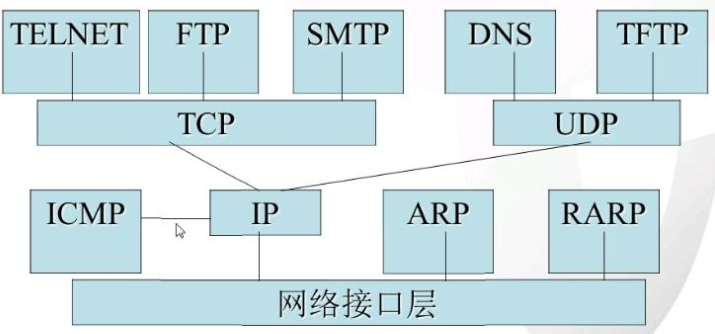 TELNET FTP SMTP DNS TFTP
TCP UDP
ICMP IP ARP RARP
网络接口层